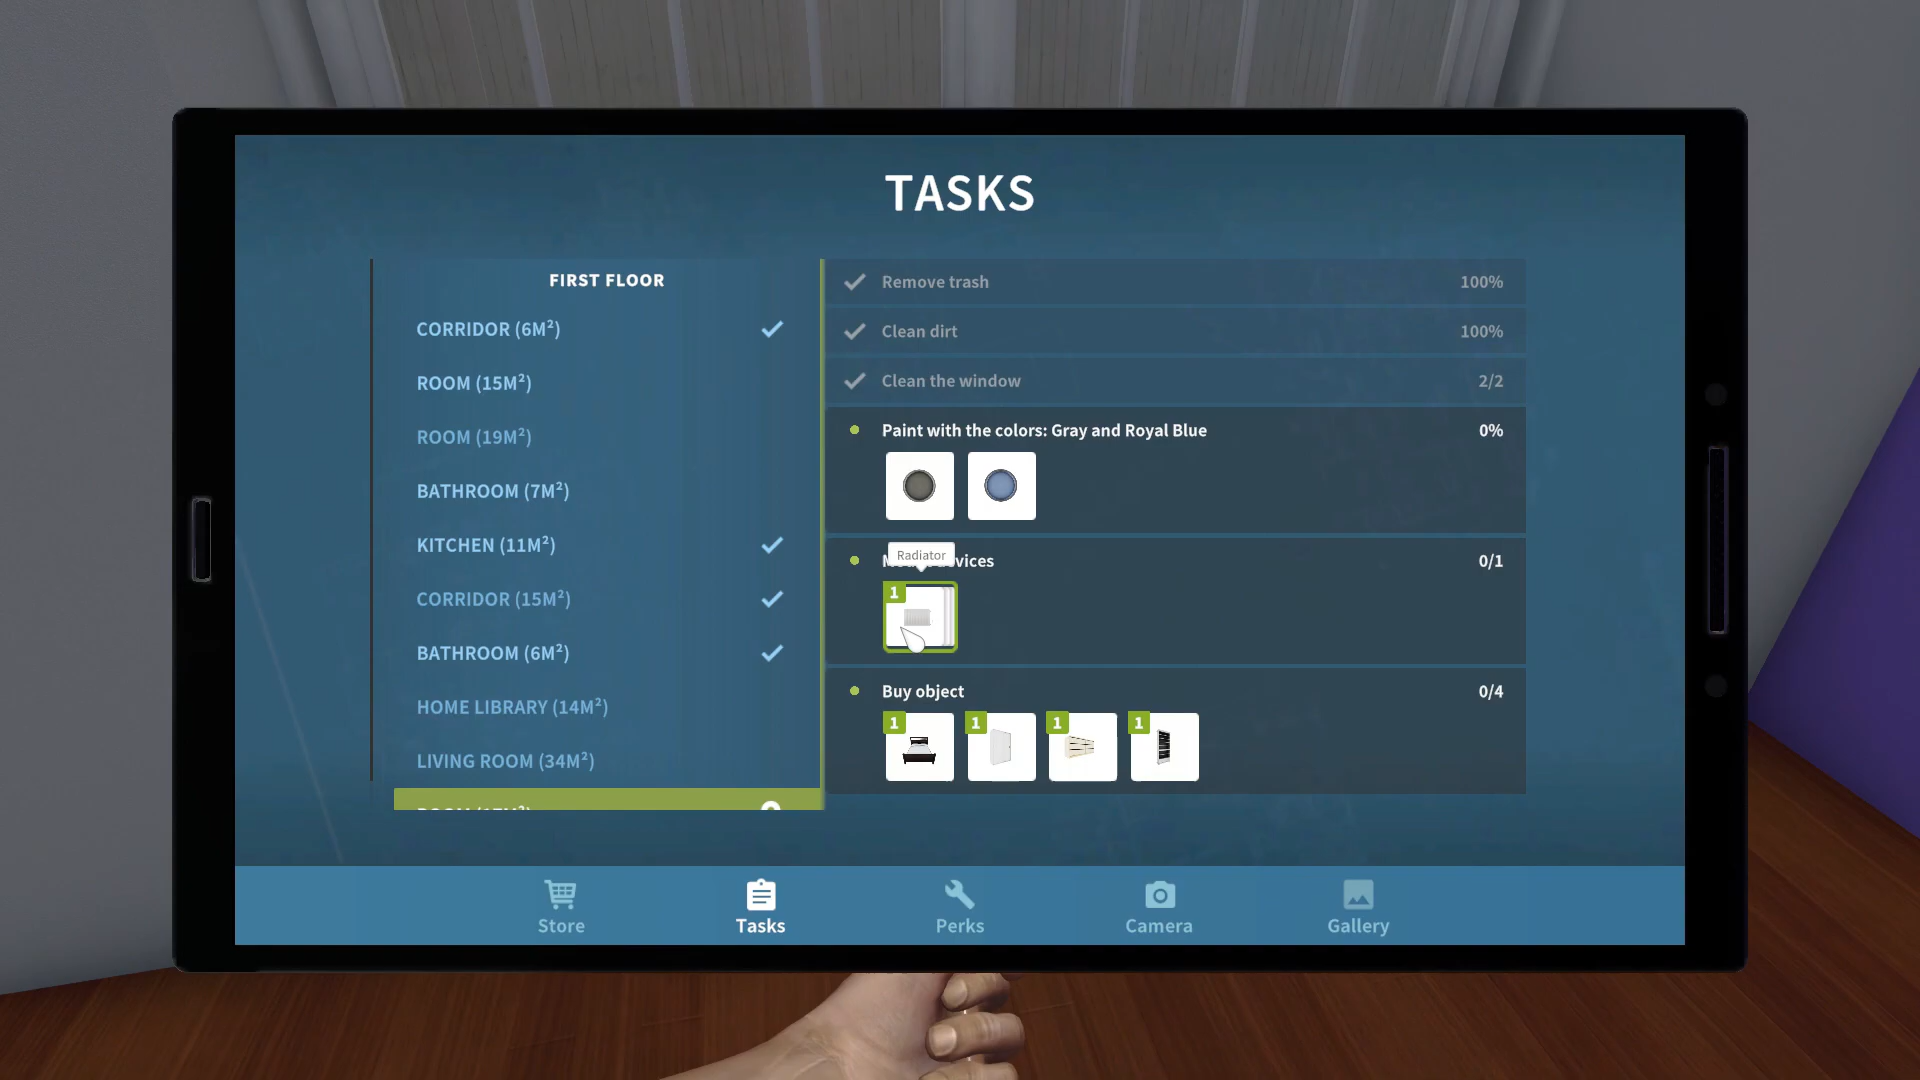 TASKS
FIRST FLOOR
CORRIDOR (6M²)
ROOM (15M²)
ROOM (19M²)
BATHROOM (7M²)
KITCHEN (11M²)
CORRIDOR (15M²)
BATHROOM (6M²)
HOME LIBRARY (14M²)
LIVING ROOM (34M²)
Remove trash 100%
Clean dirt 100%
Clean the window 2/2
Paint with the colors: Gray and Royal Blue 0%
Radiator
0/1
1
Buy object 0/4
1 1 1 1
Store Tasks Perks Camera Gallery